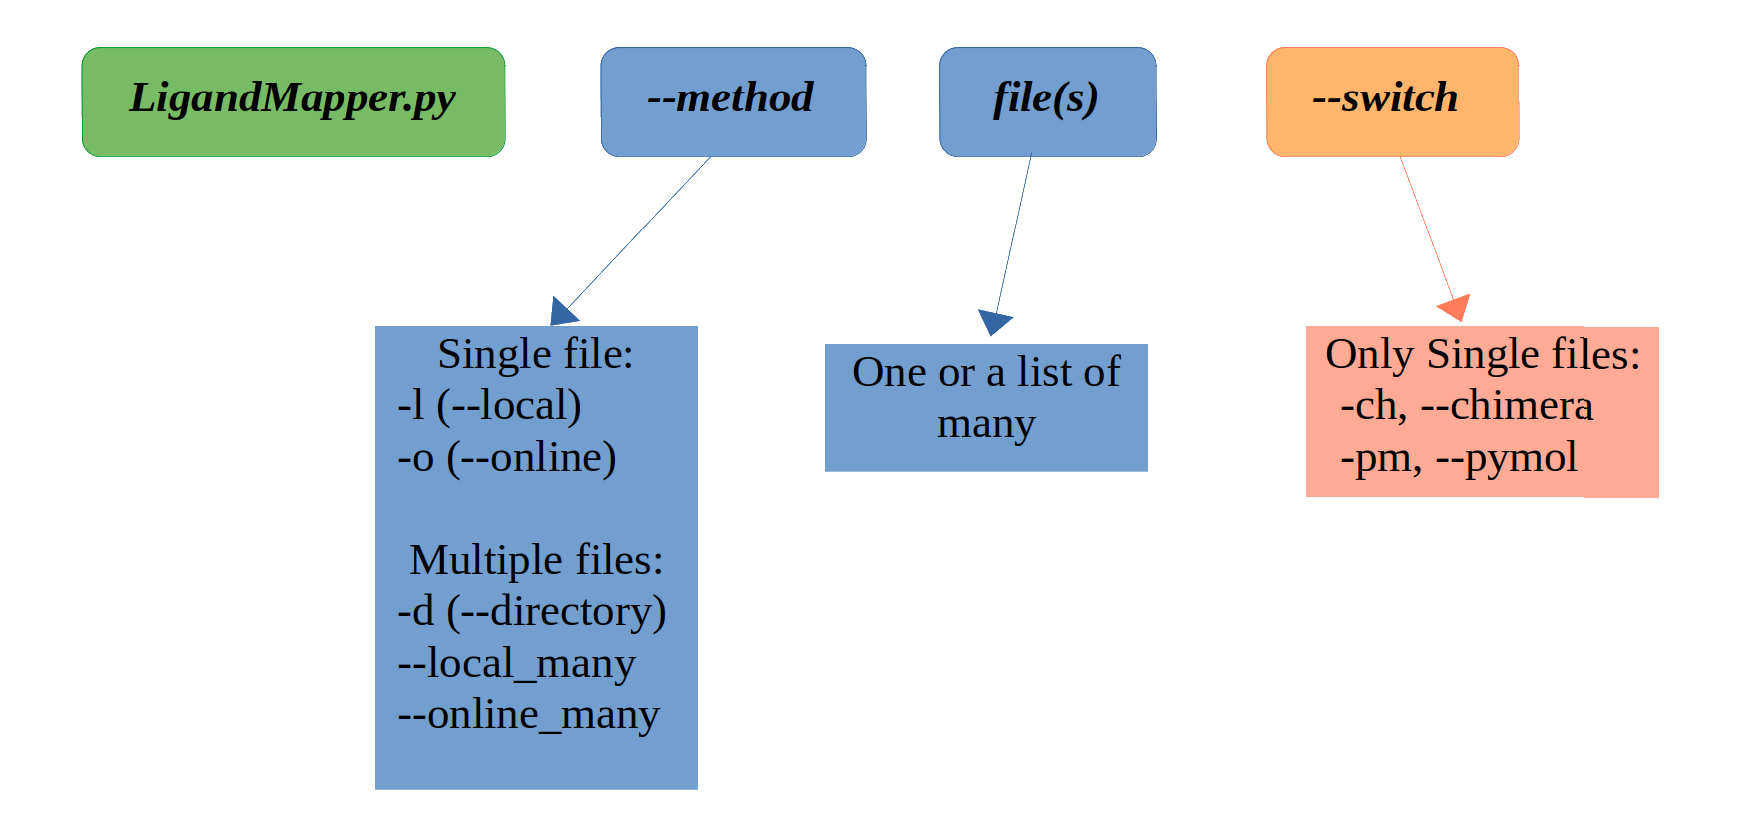 LigandMapper.py
--method
file(s)
--switch
Single file:
-l (--local)
-o (--online)
Multiple files:
-d (--directory)
--local_many
--online_many
One or a list of
many
Only Single files:
-ch, --chimera
-pm, --pymol